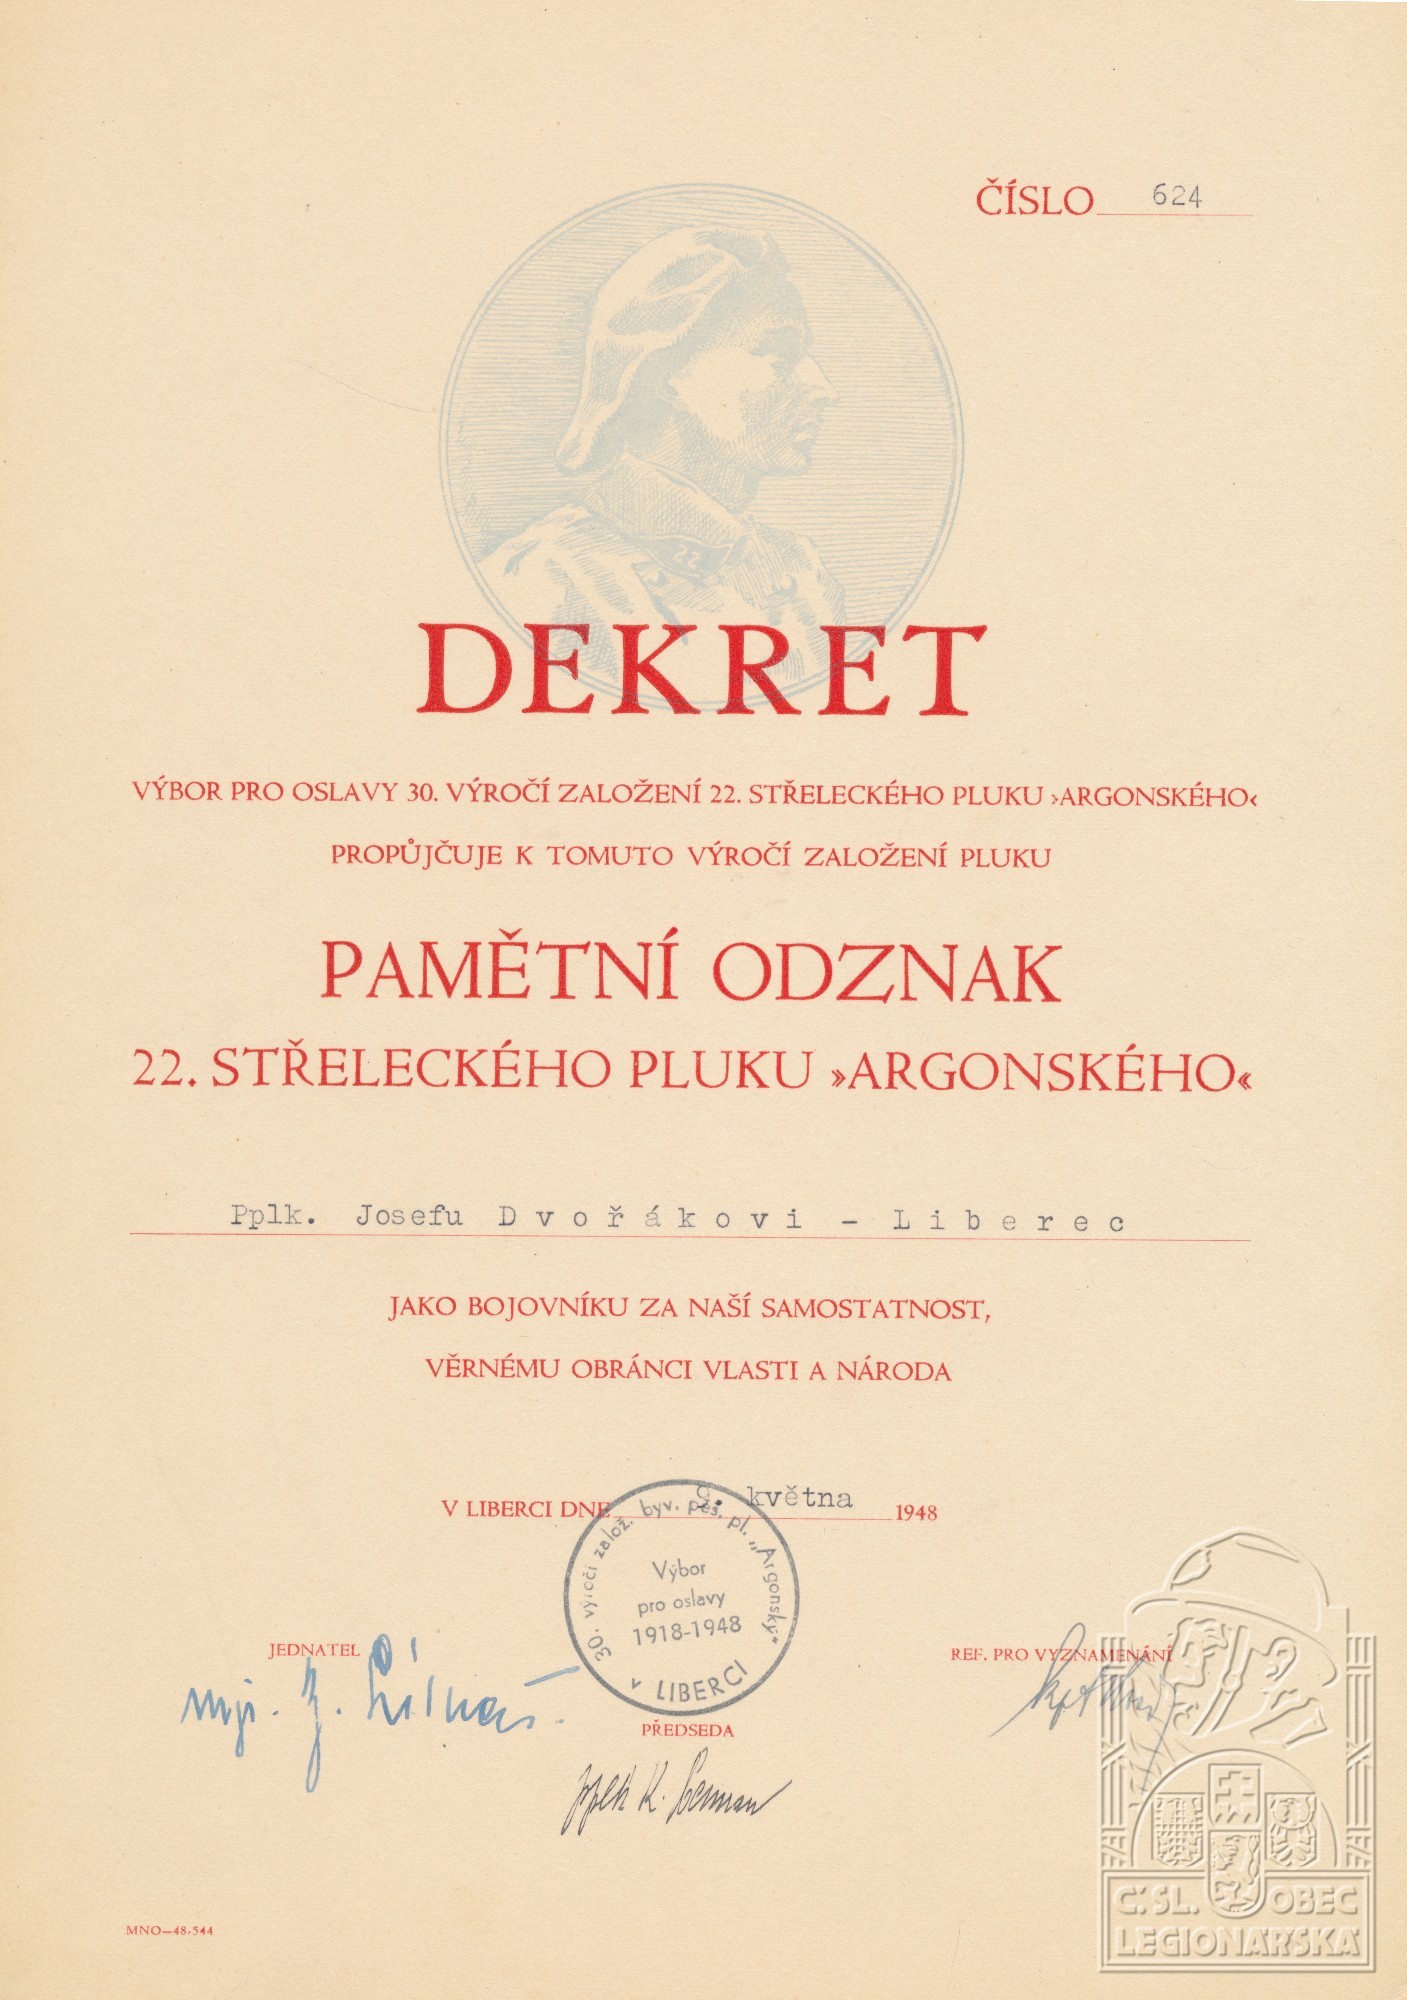 ČÍSLO 624
22
DEKRET
VÝBOR PRO OSLAVY 30. VÝROČÍ ZALOŽENÍ 22. STŘELECKÉHO PLUKU ›ARGONSKÉHO‹
PROPŮJČUJE K TOMUTO VÝROČÍ ZALOŽENÍ PLUKU
PAMĚTNÍ ODZNAK
22. STŘELECKÉHO PLUKU »ARGONSKÉHO«
Pplk. Josefu Dvořákovi - Liberec
JAKO BOJOVNÍKU ZA NAŠÍ SAMOSTATNOST,
VĚRNÉMU OBRÁNCI VLASTI A NÁRODA
V LIBERCI DNE 9. května 1948
30. výročí založ. byv. pěš. pl. „Argonský"
Výbor
pro oslavy
1918-1948
v LIBERCI
JEDNATEL
REF. PRO VYZNAMENÁNÍ
PŘEDSEDA
pplk K.
MNO—48-544
Č'SL. OBEC
LEGIONÁŘSKÁ